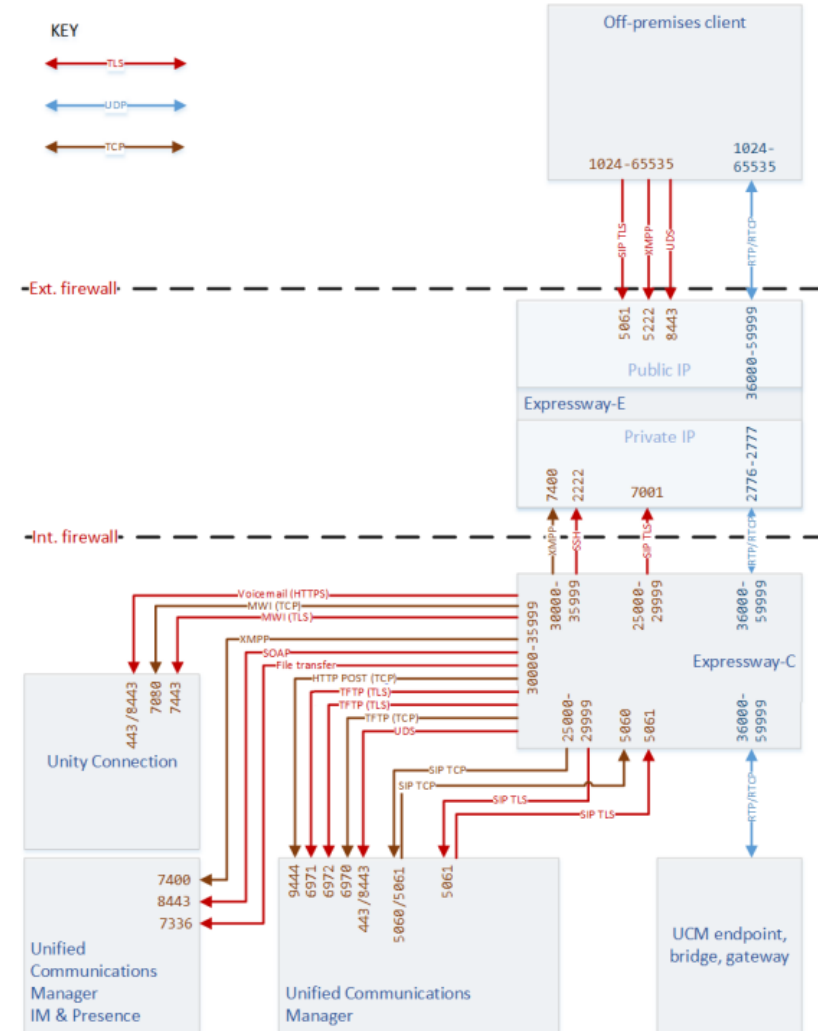 KEY
TLS
UDP
TCP
Off-premises client
1024-65535
1024-
65535
SIP TLS
XMPP
UDS
RTP/RTCP
Ext. firewall
5061
5222
8443
36000-59999
Public IP
Expressway-E
Private IP
7400
2222
7001
2776-2777
Int. firewall
XMPP
SSH
SIP TLS
RTP/RTCP
30000-
35999
25000-
29999
36000-
59999
30000-35999
Expressway-C
25000-
29999
5060
5061
36000-
59999
Voicemail (HTTPS)
MWI (TCP)
MWI (TLS)
XMPP
SOAP
File transfer
HTTP POST (TCP)
TFTP (TLS)
TFTP (TLS)
TFTP (TCP)
UDS
443/8443
7080
7443
Unity Connection
SIP TCP
SIP TCP
SIP TLS
SIP TLS
RTP/RTCP
7400
8443
7336
Unified
Communications
Manager
IM & Presence
9444
6971
6972
6970
443/8443
5060/5061
5061
Unified Communications
Manager
UCM endpoint,
bridge, gateway